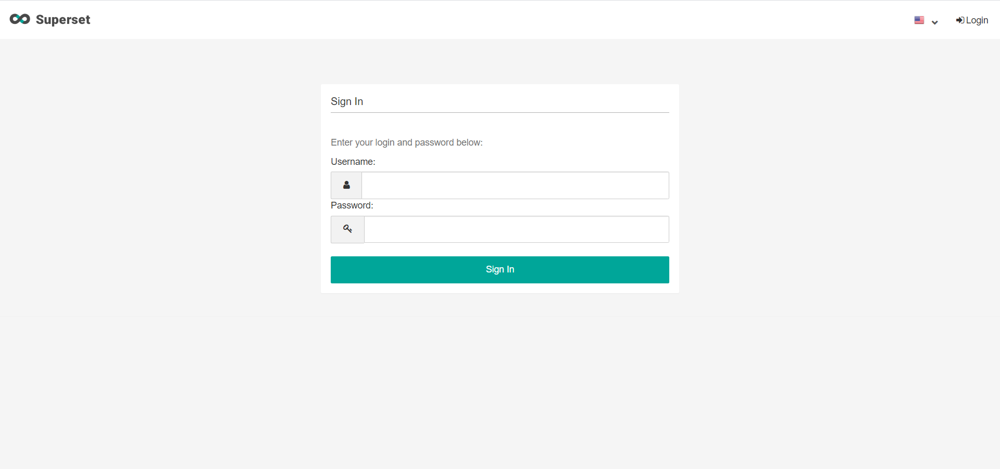 Superset
Login
Sign In
Enter your login and password below:
Username:
Password:
Sign In